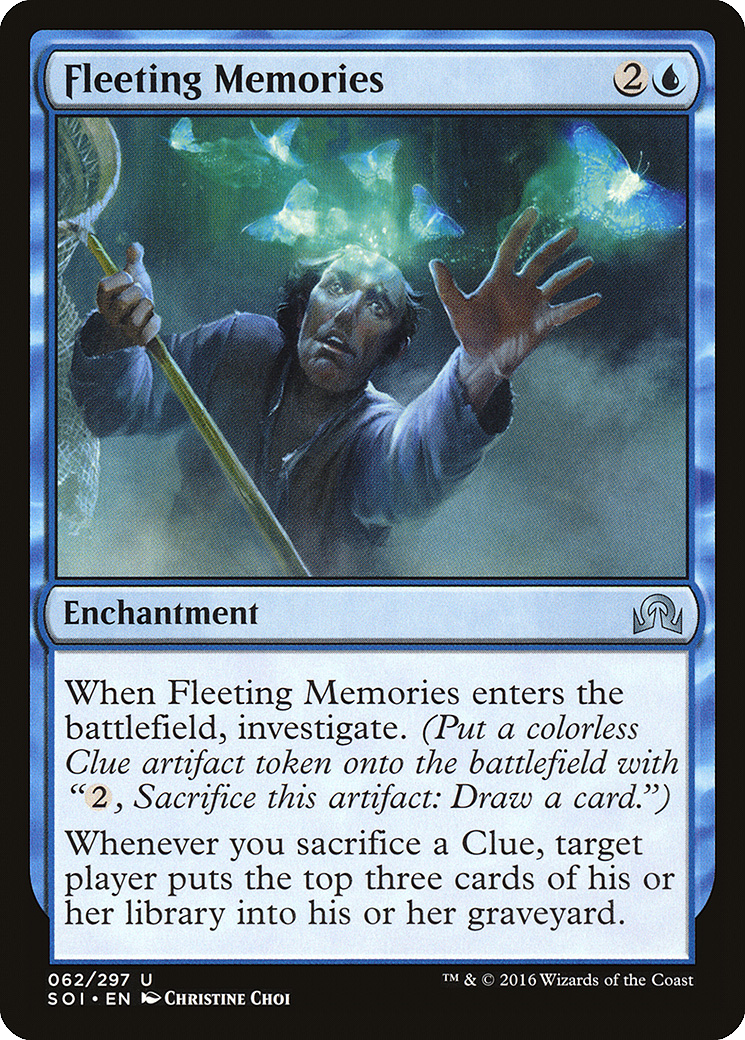 Fleeting Memories 2
Enchantment
When Fleeting Memories enters the
battlefield, investigate. (Put a colorless
Clue artifact token onto the battlefield with
“2, Sacrifice this artifact: Draw a card.”)
Whenever you sacrifice a Clue, target
player puts the top three cards of his or
her library into his or her graveyard.
062/297 U
SOI • EN Christine Choi
™ & © 2016 Wizards of the Coast